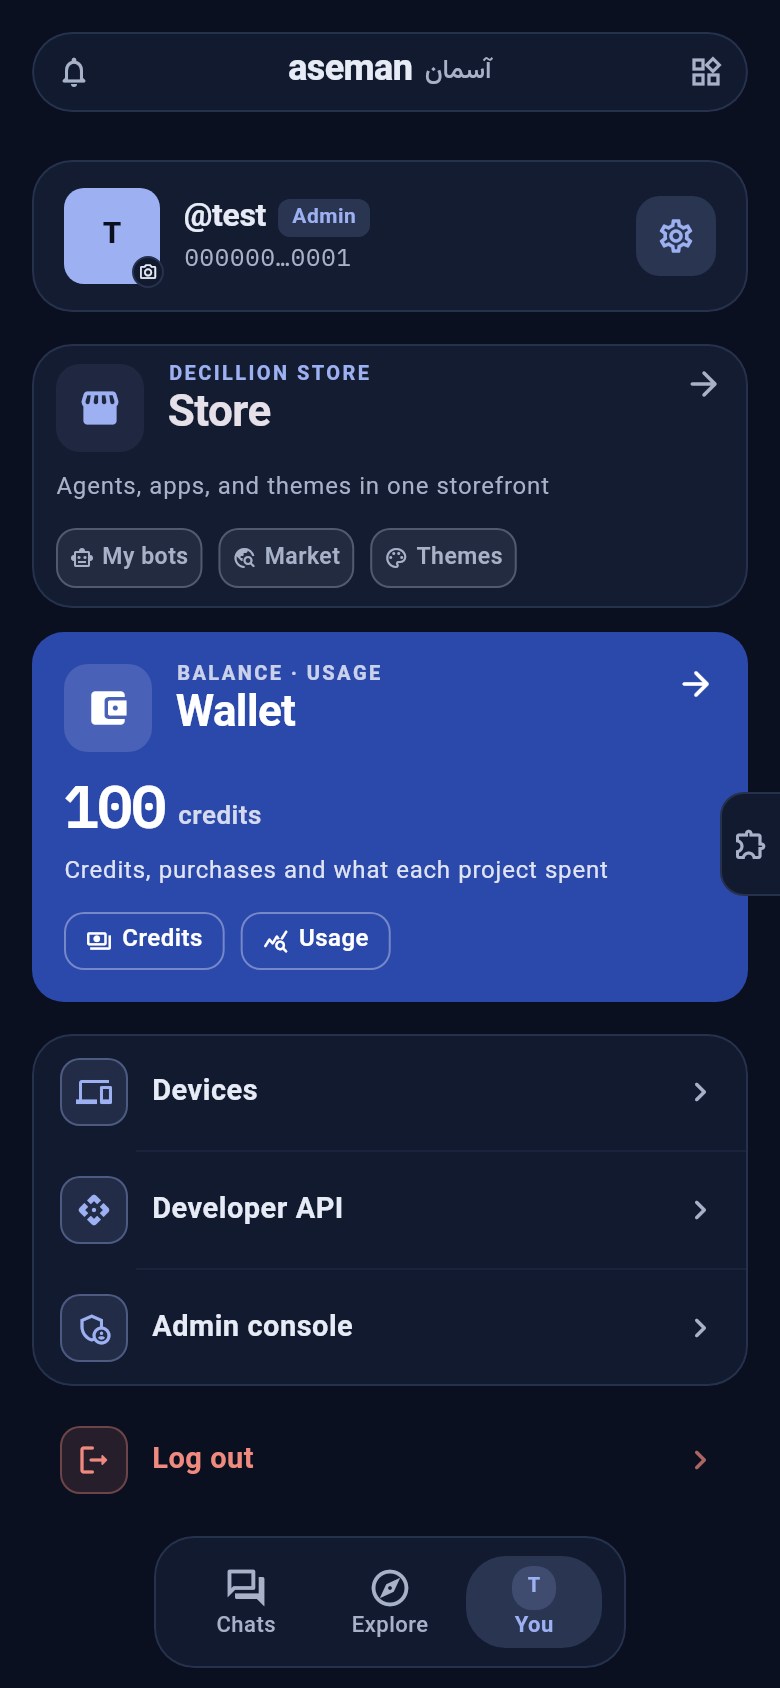 aseman آسمان
T
@test Admin
000000…0001
DECILLION STORE
Store
Agents, apps, and themes in one storefront
My bots Market Themes
BALANCE · USAGE
Wallet
100 credits
Credits, purchases and what each project spent
Credits Usage
Devices
Developer API
Admin console
Log out
T
Chats Explore You